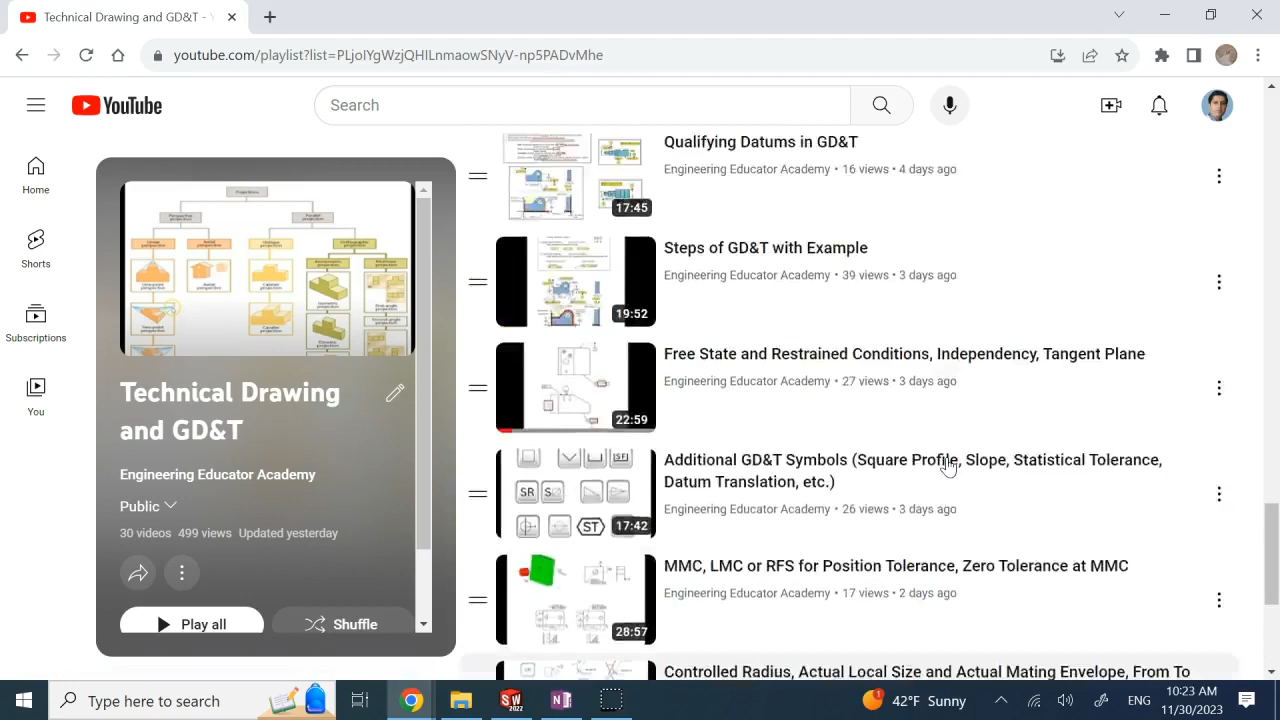 Technical Drawing and GD&T -
youtube.com/playlist?list=PLjoIYgWzjQHILnmaowSNyV-np5PADvMhe
YouTube
Search
Home
Shorts
Subscriptions
You
Technical Drawing
and GD&T
Engineering Educator Academy
Public
30 videos 499 views Updated yesterday
Play all
Shuffle
Qualifying Datums in GD&T
Engineering Educator Academy • 16 views • 4 days ago
17:45
Steps of GD&T with Example
Engineering Educator Academy • 39 views • 3 days ago
19:52
Free State and Restrained Conditions, Independency, Tangent Plane
Engineering Educator Academy • 27 views • 3 days ago
22:59
Additional GD&T Symbols (Square Profile, Slope, Statistical Tolerance,
Datum Translation, etc.)
Engineering Educator Academy • 26 views • 3 days ago
SF
SR
ST
17:42
MMC, LMC or RFS for Position Tolerance, Zero Tolerance at MMC
Engineering Educator Academy • 17 views • 2 days ago
28:57
Controlled Radius, Actual Local Size and Actual Mating Envelope, From To
Type here to search
42°F Sunny
ENG
10:23 AM
11/30/2023